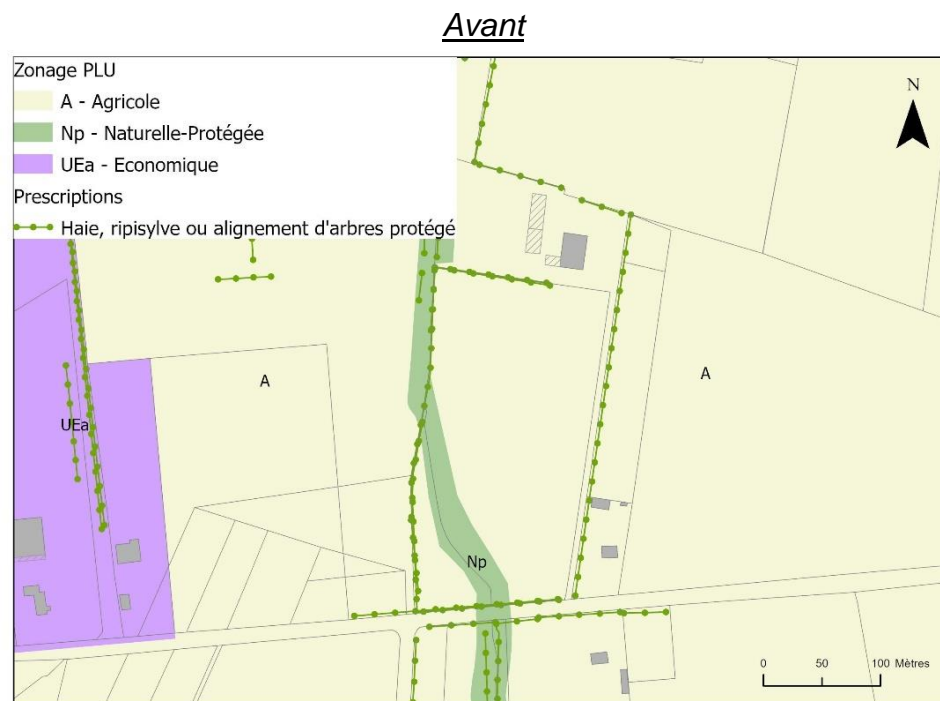 Avant
Zonage PLU
A - Agricole
Np - Naturelle-Protégée
UEa - Economique
Prescriptions
Haie, ripisylve ou alignement d'arbres protégé
N
A
A
UEa
Np
0 50 100 Mètres